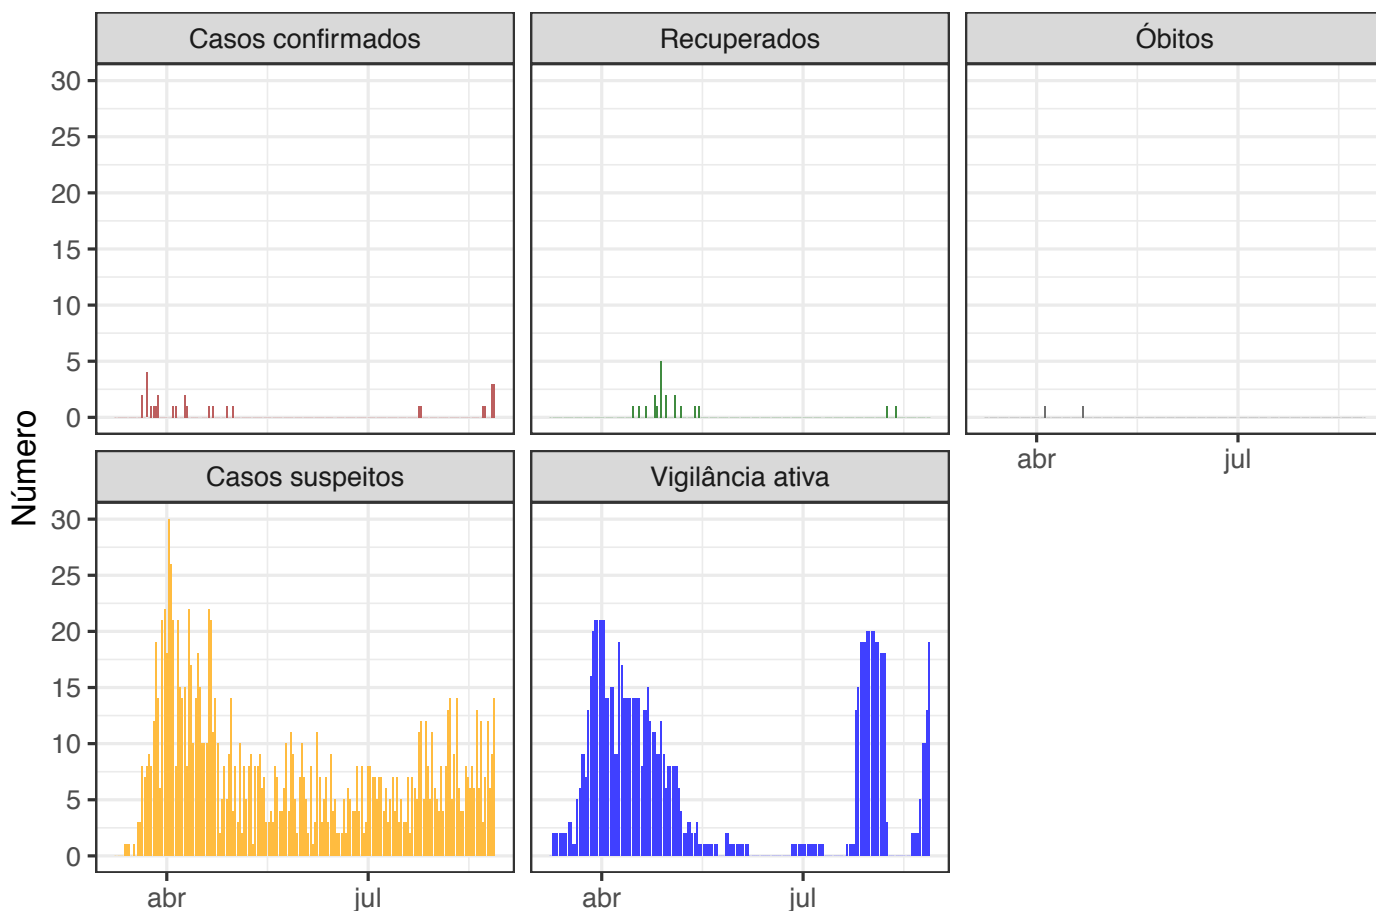 Casos confirmados
Recuperados
Óbitos
30
25
20
15
10
5
0
abr
jul
Número
Casos suspeitos
Vigilância ativa
30
25
20
15
10
5
0
abr
jul
abr
jul